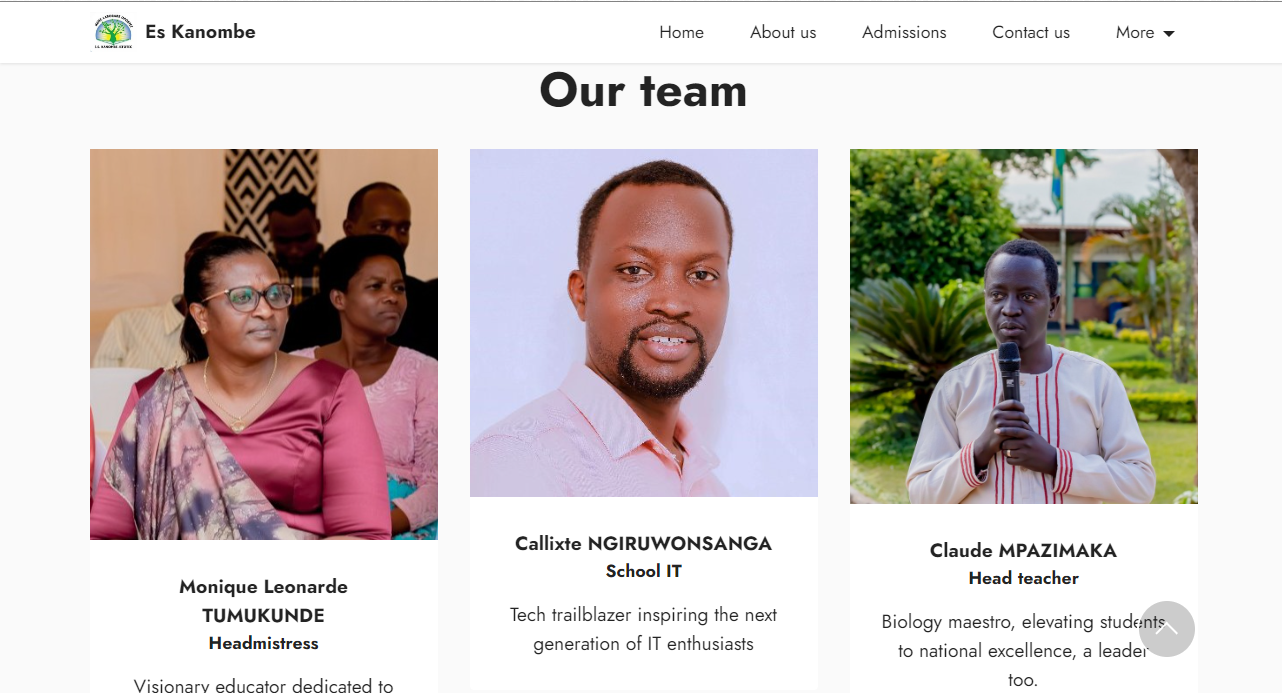 Es Kanombe
Home
About us
Admissions
Contact us
More
Our team
Monique Leonarde
TUMUKUNDE
Headmistress
Visionary educator dedicated to
Callixte NGIRUWONSANGA
School IT
Tech trailblazer inspiring the next
generation of IT enthusiasts
Claude MPAZIMAKA
Head teacher
Biology maestro, elevating students
to national excellence, a leader
too.